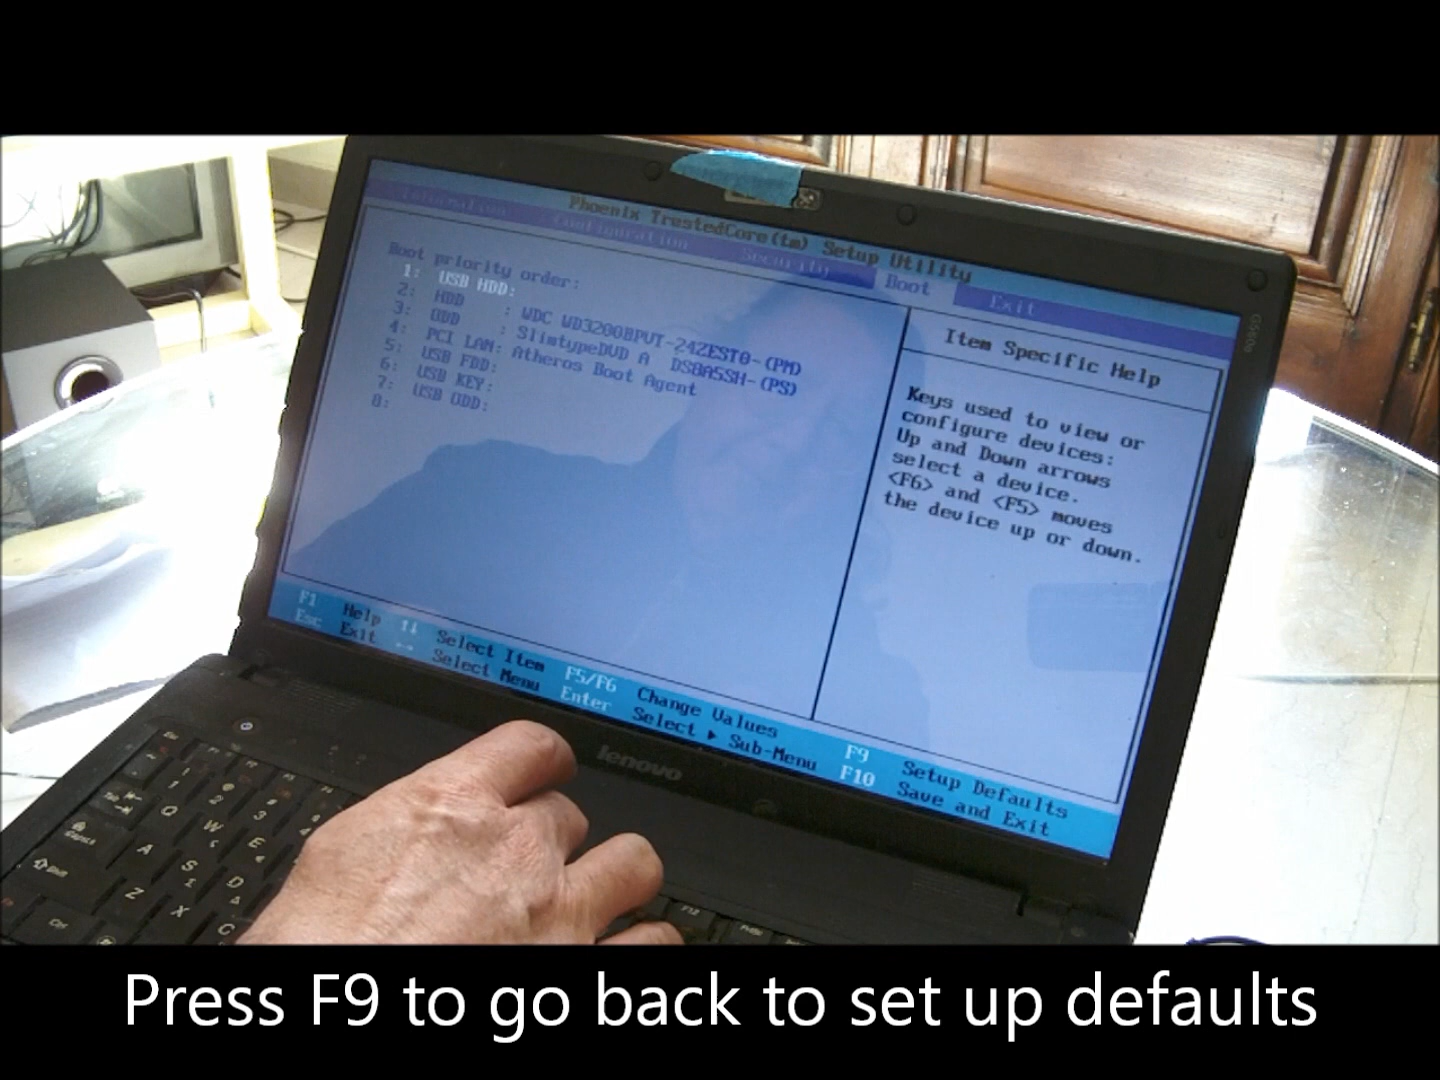 Phoenix TrustedCore(tm) Setup Utility
Information Configuration Security Boot Exit
Boot priority order:
1: USB HDD:
2: HDD : WDC WD3200BPVT-24ZEST0-(PM)
3: ODD : SlimtypeDVD A DS8A5SH-(PS)
4: PCI LAN: Atheros Boot Agent
5: USB FDD:
6: USB KEY:
7: USB ODD:
8:
Item Specific Help
Keys used to view or
configure devices:
Up and Down arrows
select a device.
<F6> and <F5> moves
the device up or down.
F1 Help ↑↓ Select Item F5/F6 Change Values F9 Setup Defaults
Esc Exit ←→ Select Menu Enter Select ▶ Sub-Menu F10 Save and Exit
lenovo
Q W E
A S D
Z X C
Press F9 to go back to set up defaults